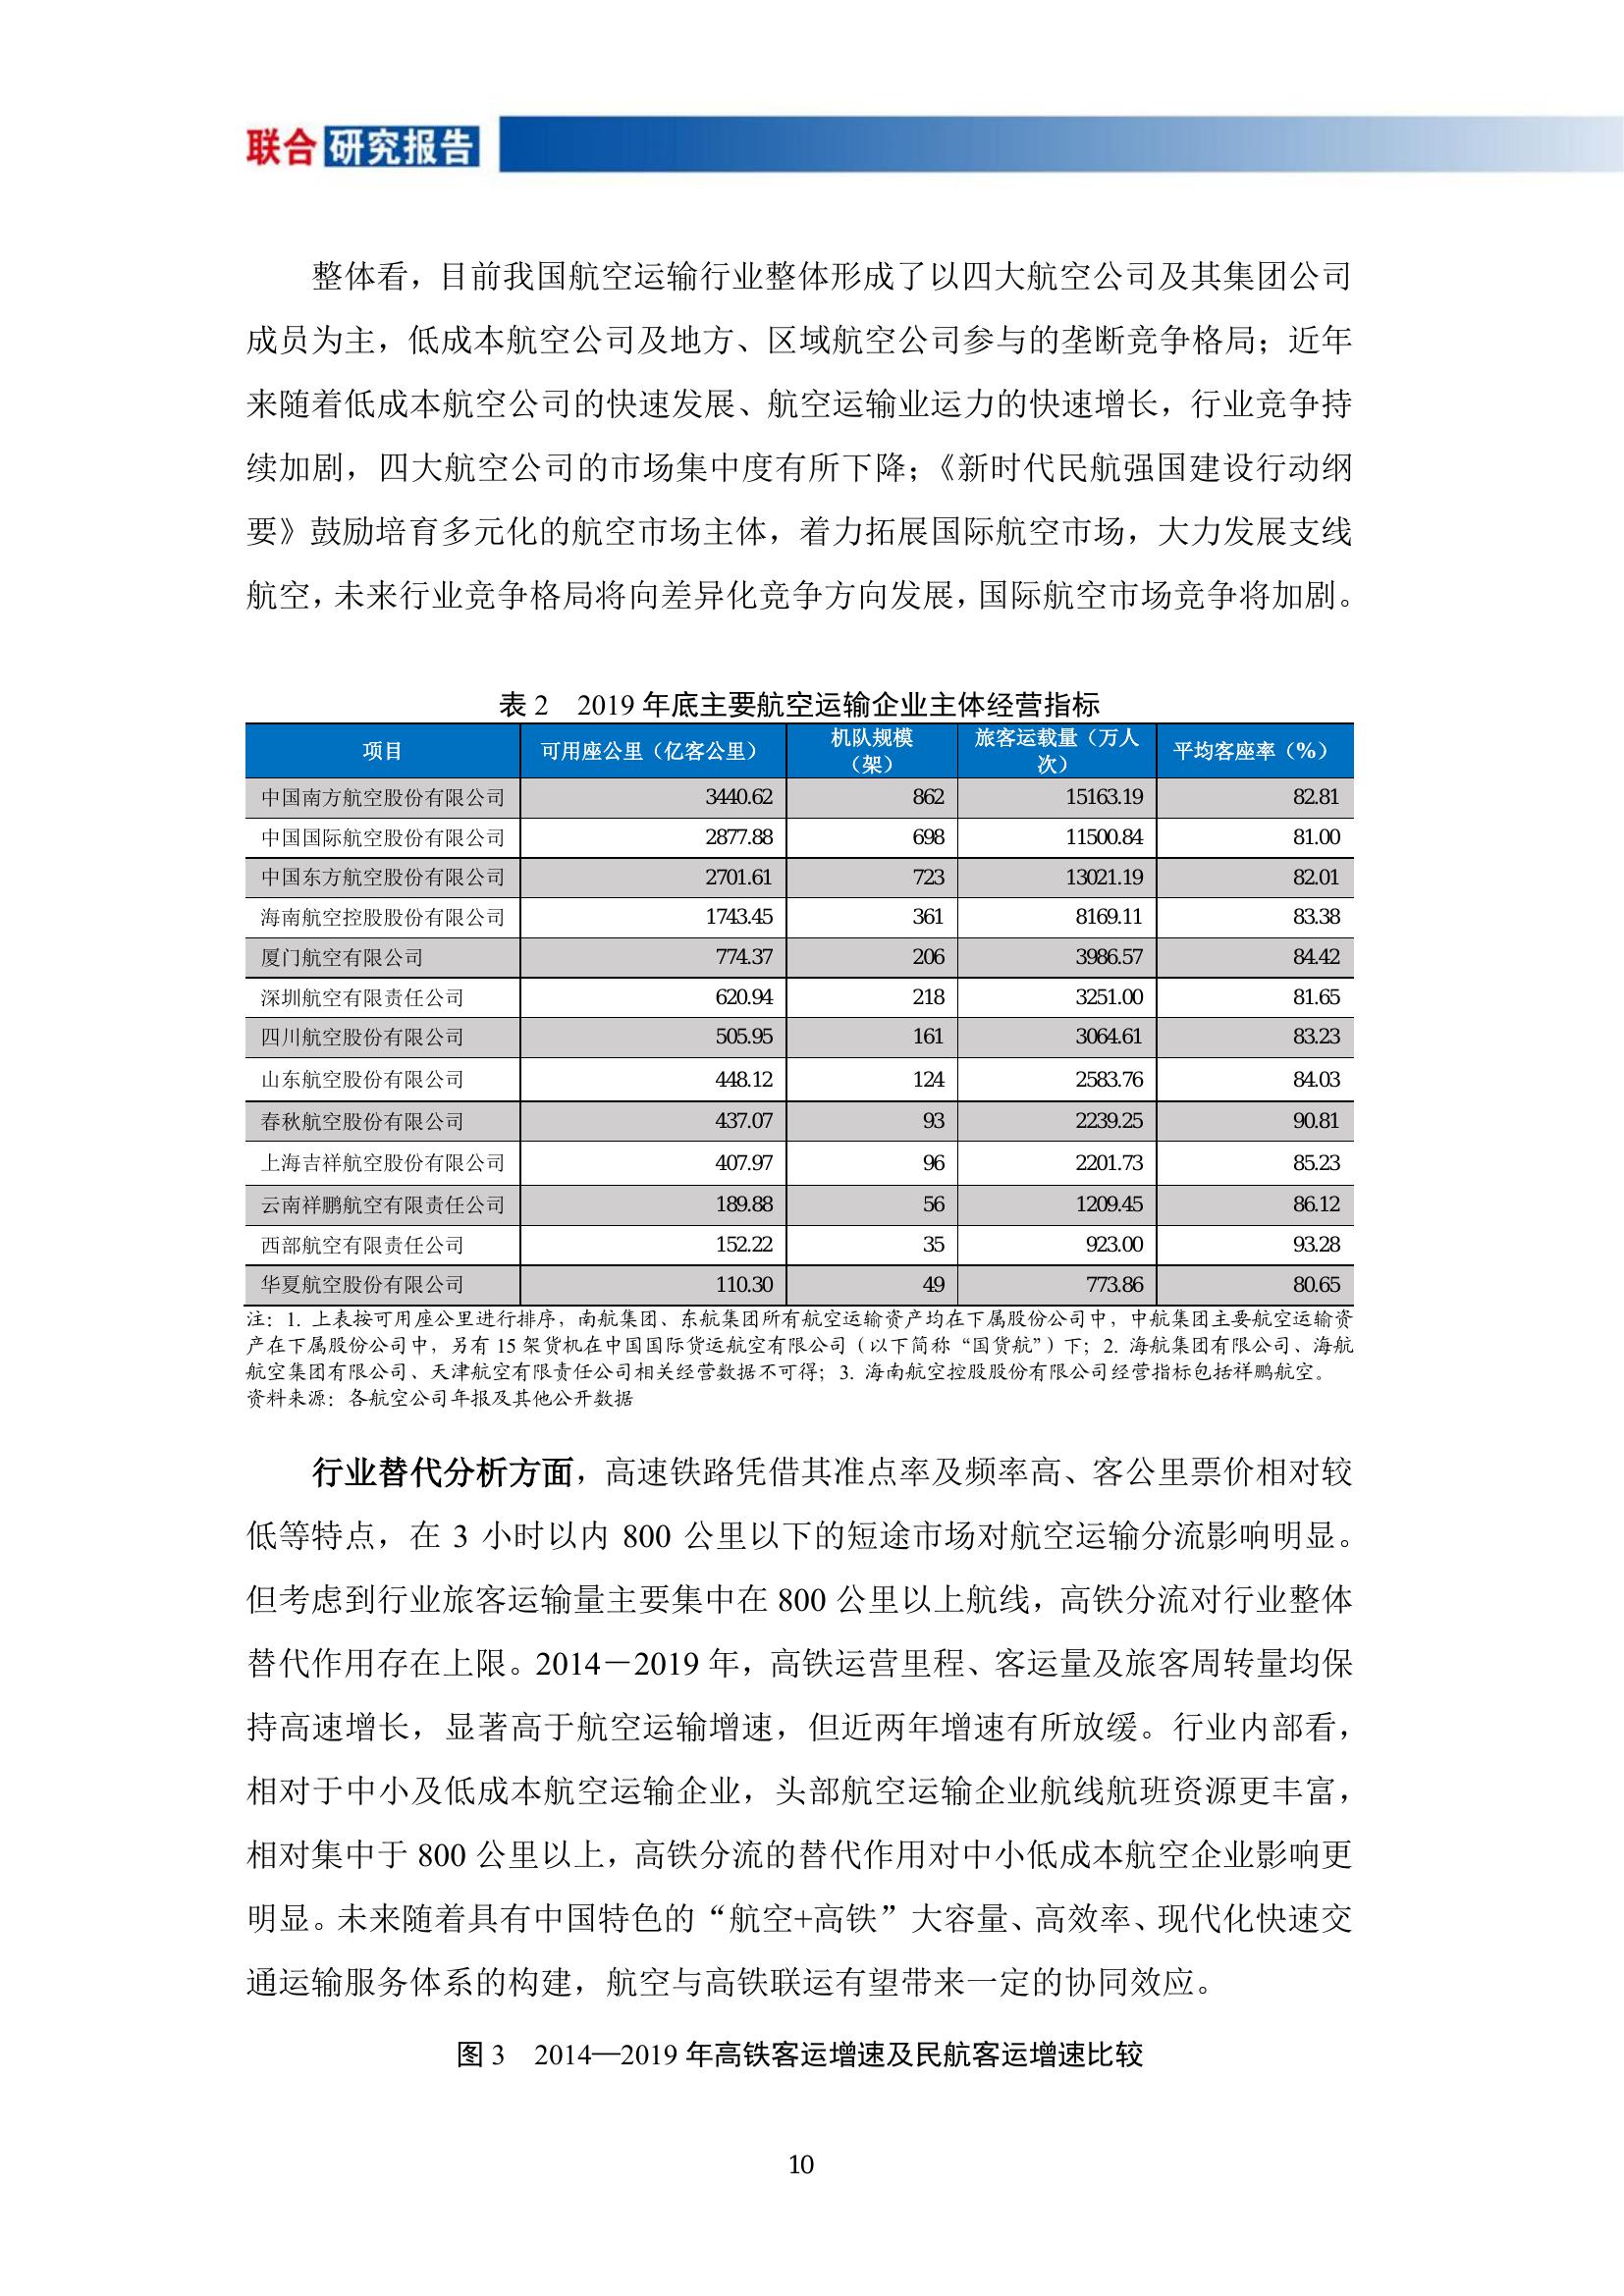 联合研究报告
整体看，目前我国航空运输行业整体形成了以四大航空公司及其集团公司
成员为主，低成本航空公司及地方、区域航空公司参与的垄断竞争格局；近年
来随着低成本航空公司的快速发展、航空运输业运力的快速增长，行业竞争持
续加剧，四大航空公司的市场集中度有所下降；《新时代民航强国建设行动纲
要》鼓励培育多元化的航空市场主体，着力拓展国际航空市场，大力发展支线
航空，未来行业竞争格局将向差异化竞争方向发展，国际航空市场竞争将加剧。
表 2 2019 年底主要航空运输企业主体经营指标
项目 可用座公里（亿客公里） 机队规模（架） 旅客运载量（万人次） 平均客座率（%）
中国南方航空股份有限公司 3440.62 862 15163.19 82.81
中国国际航空股份有限公司 2877.88 698 11500.84 81.00
中国东方航空股份有限公司 2701.61 723 13021.19 82.01
海南航空控股股份有限公司 1743.45 361 8169.11 83.38
厦门航空有限公司 774.37 206 3986.57 84.42
深圳航空有限责任公司 620.94 218 3251.00 81.65
四川航空股份有限公司 505.95 161 3064.61 83.23
山东航空股份有限公司 448.12 124 2583.76 84.03
春秋航空股份有限公司 437.07 93 2239.25 90.81
上海吉祥航空股份有限公司 407.97 96 2201.73 85.23
云南祥鹏航空有限责任公司 189.88 56 1209.45 86.12
西部航空有限责任公司 152.22 35 923.00 93.28
华夏航空股份有限公司 110.30 49 773.86 80.65
注：1. 上表按可用座公里进行排序，南航集团、东航集团所有航空运输资产均在下属股份公司中，中航集团主要航空运输资
产在下属股份公司中，另有 15 架货机在中国国际货运航空有限公司（以下简称“国货航”）下；2. 海航集团有限公司、海航
航空集团有限公司、天津航空有限责任公司相关经营数据不可得；3. 海南航空控股股份有限公司经营指标包括祥鹏航空。
资料来源：各航空公司年报及其他公开数据
行业替代分析方面，高速铁路凭借其准点率及频率高、客公里票价相对较
低等特点，在 3 小时以内 800 公里以下的短途市场对航空运输分流影响明显。
但考虑到行业旅客运输量主要集中在 800 公里以上航线，高铁分流对行业整体
替代作用存在上限。2014－2019 年，高铁运营里程、客运量及旅客周转量均保
持高速增长，显著高于航空运输增速，但近两年增速有所放缓。行业内部看，
相对于中小及低成本航空运输企业，头部航空运输企业航线航班资源更丰富，
相对集中于 800 公里以上，高铁分流的替代作用对中小低成本航空企业影响更
明显。未来随着具有中国特色的“航空+高铁”大容量、高效率、现代化快速交
通运输服务体系的构建，航空与高铁联运有望带来一定的协同效应。
图 3 2014—2019 年高铁客运增速及民航客运增速比较
10